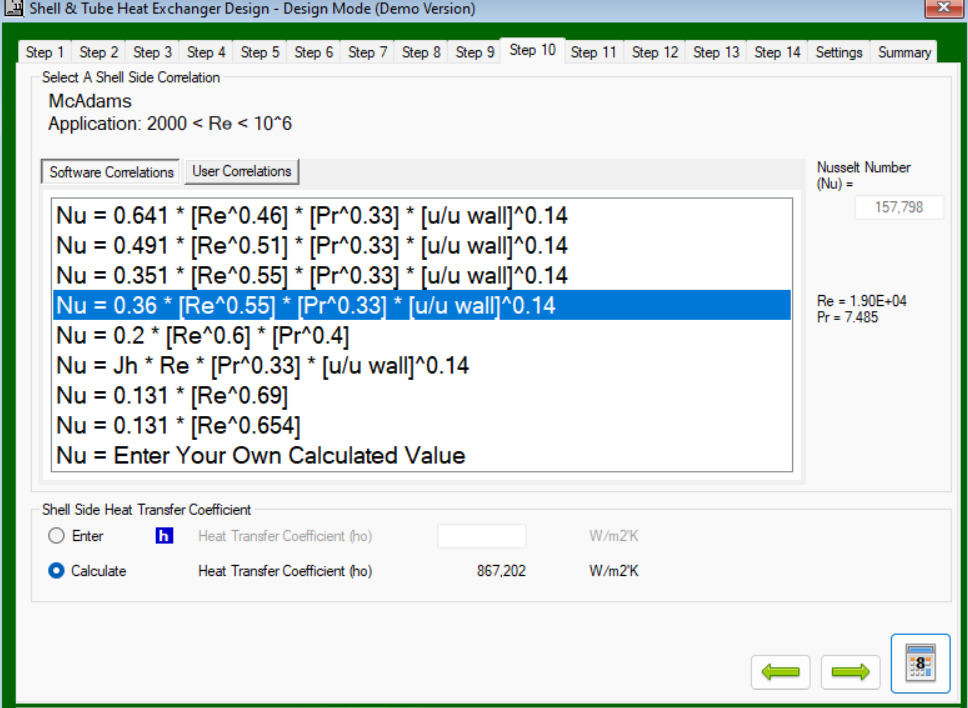 Shell & Tube Heat Exchanger Design - Design Mode (Demo Version)
Step 1 Step 2 Step 3 Step 4 Step 5 Step 6 Step 7 Step 8 Step 9 Step 10 Step 11 Step 12 Step 13 Step 14 Settings Summary
Select A Shell Side Correlation
McAdams
Application: 2000 < Re < 10^6
Software Correlations User Correlations
Nusselt Number
(Nu) =
157,798
Nu = 0.641 * [Re^0.46] * [Pr^0.33] * [u/u wall]^0.14
Nu = 0.491 * [Re^0.51] * [Pr^0.33] * [u/u wall]^0.14
Nu = 0.351 * [Re^0.55] * [Pr^0.33] * [u/u wall]^0.14
Nu = 0.36 * [Re^0.55] * [Pr^0.33] * [u/u wall]^0.14
Nu = 0.2 * [Re^0.6] * [Pr^0.4]
Nu = Jh * Re * [Pr^0.33] * [u/u wall]^0.14
Nu = 0.131 * [Re^0.69]
Nu = 0.131 * [Re^0.654]
Nu = Enter Your Own Calculated Value
Re = 1.90E+04
Pr = 7.485
Shell Side Heat Transfer Coefficient
Enter h Heat Transfer Coefficient (ho) W/m2'K
Calculate Heat Transfer Coefficient (ho) 867,202 W/m2'K
8